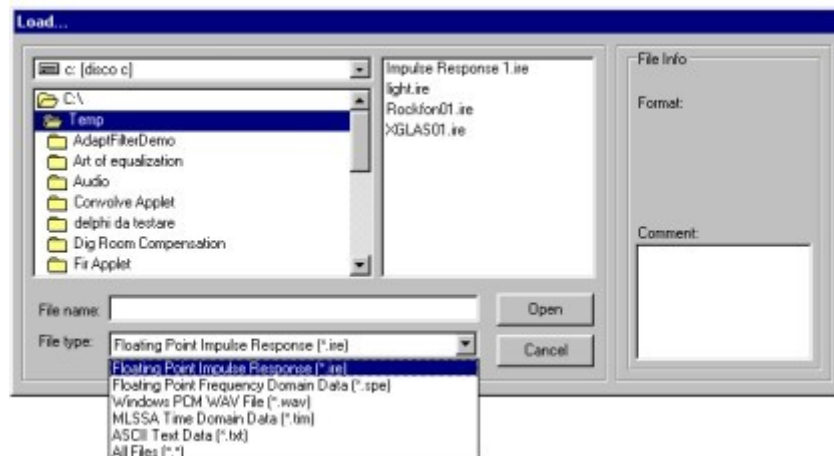 Load...
c: [disco c]
C:\
Temp
AdaptFilterDemo
Art of equalization
Audio
Convolve Applet
delphi da testare
Dig Room Compensation
Fir Applet
Impulse Response 1.ire
light.ire
Rockfon01.ire
XGLAS01.ire
File Info
Format:
Comment:
File name:
Open
File type:
Floating Point Impulse Response (*.ire)
Cancel
Floating Point Impulse Response (*.ire)
Floating Point Frequency Domain Data (*.spe)
Windows PCM WAV File (*.wav)
MLSSA Time Domain Data (*.tim)
ASCII Text Data (*.txt)
All Files (*.*)